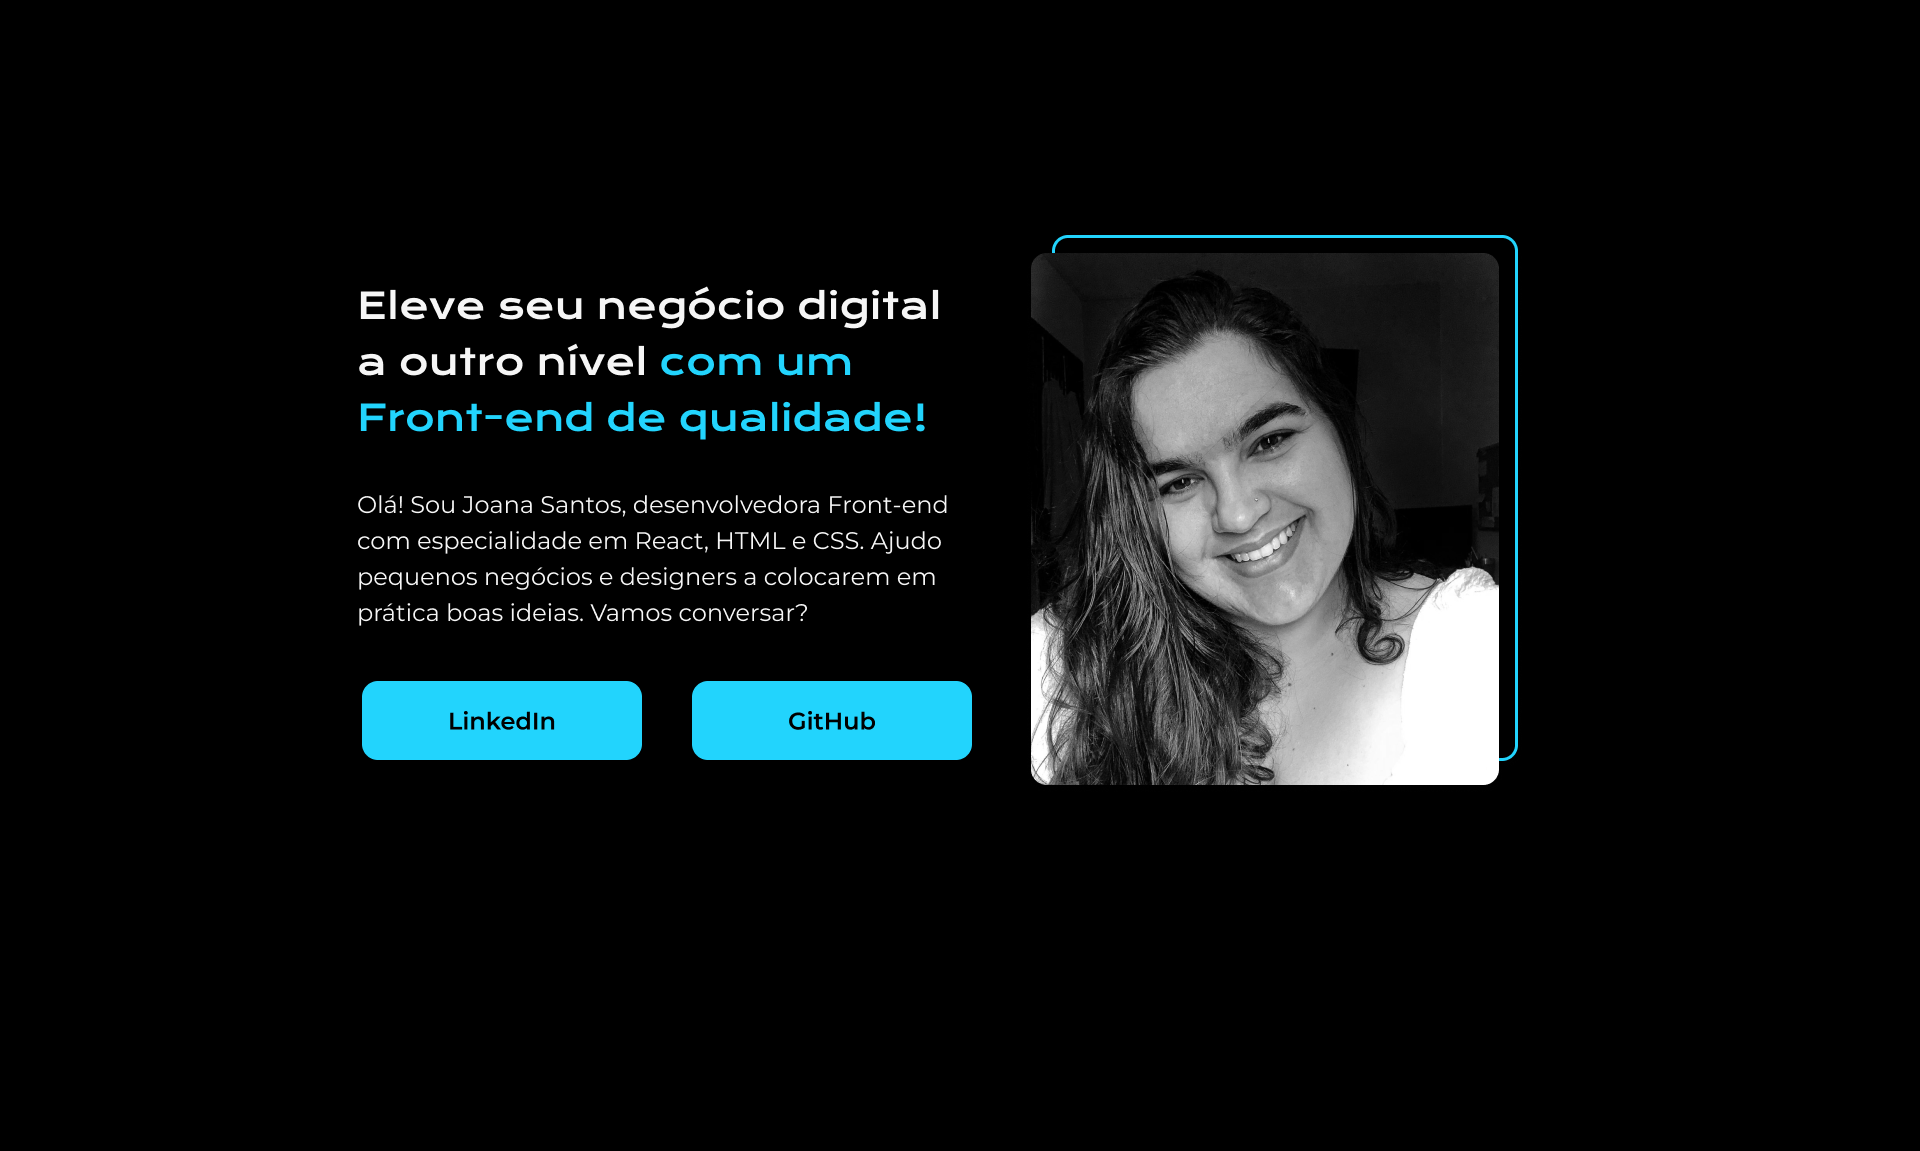 Eleve seu negócio digital
a outro nível com um
Front-end de qualidade!
Olá! Sou Joana Santos, desenvolvedora Front-end
com especialidade em React, HTML e CSS. Ajudo
pequenos negócios e designers a colocarem em
prática boas ideias. Vamos conversar?
LinkedIn
GitHub